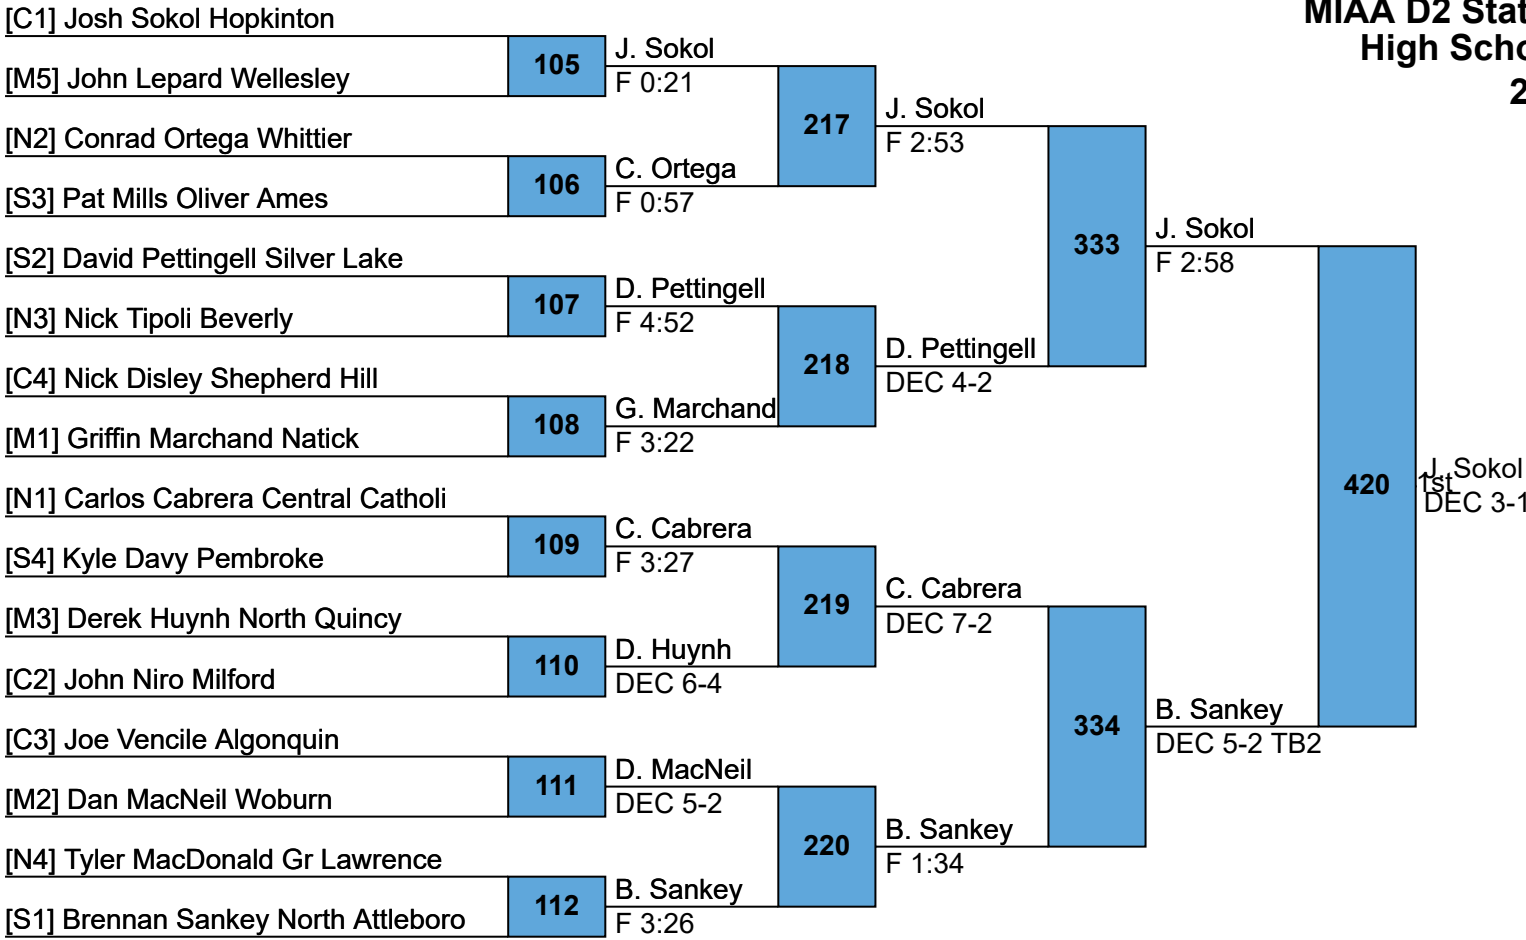 MIAA D2 Stat
High Scho
2
[C1] Josh Sokol Hopkinton
[M5] John Lepard Wellesley
[N2] Conrad Ortega Whittier
[S3] Pat Mills Oliver Ames
[S2] David Pettingell Silver Lake
[N3] Nick Tipoli Beverly
[C4] Nick Disley Shepherd Hill
[M1] Griffin Marchand Natick
[N1] Carlos Cabrera Central Catholi
[S4] Kyle Davy Pembroke
[M3] Derek Huynh North Quincy
[C2] John Niro Milford
[C3] Joe Vencile Algonquin
[M2] Dan MacNeil Woburn
[N4] Tyler MacDonald Gr Lawrence
[S1] Brennan Sankey North Attleboro
105
106
107
108
109
110
111
112
J. Sokol
F 0:21
C. Ortega
F 0:57
D. Pettingell
F 4:52
G. Marchand
F 3:22
C. Cabrera
F 3:27
D. Huynh
DEC 6-4
D. MacNeil
DEC 5-2
B. Sankey
F 3:26
217
218
219
220
J. Sokol
F 2:53
D. Pettingell
DEC 4-2
C. Cabrera
DEC 7-2
B. Sankey
F 1:34
333
334
J. Sokol
F 2:58
B. Sankey
DEC 5-2 TB2
420
J. Sokol
1st
DEC 3-1